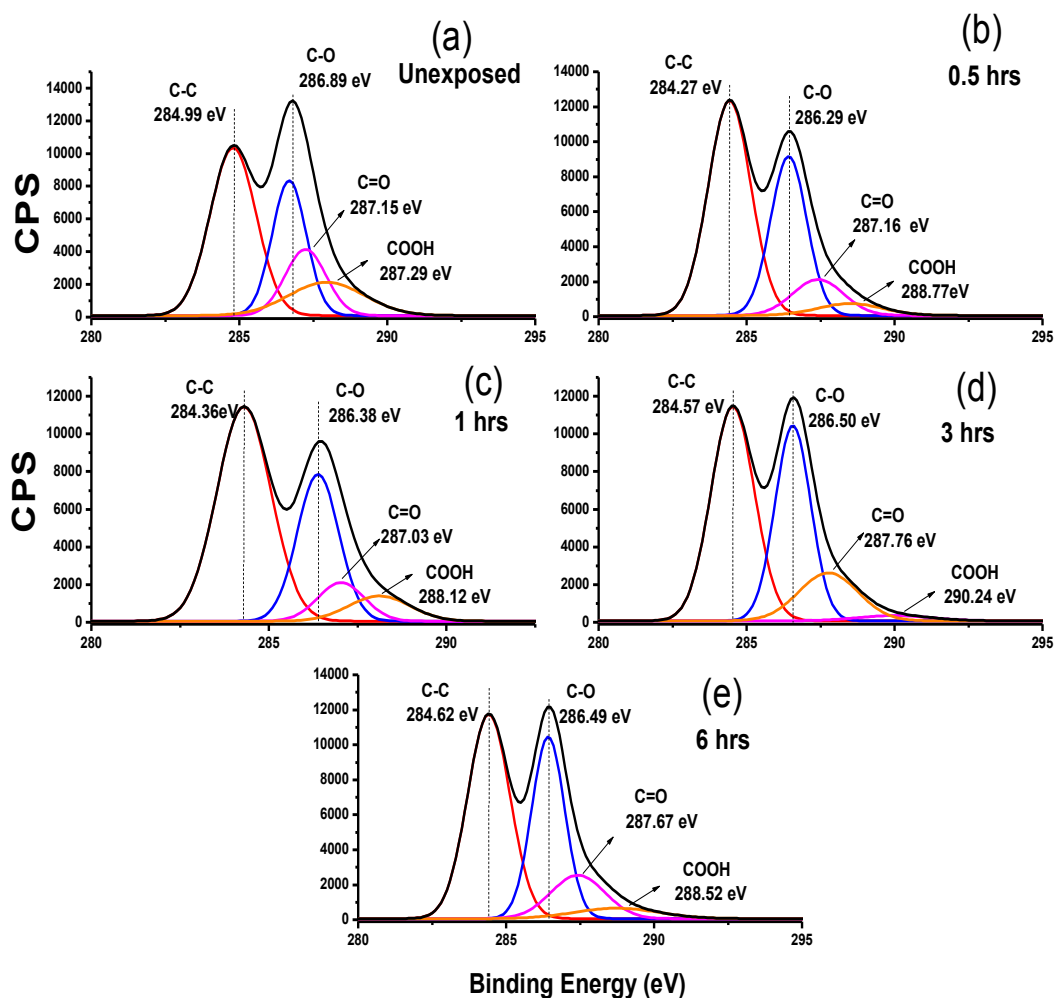 (a)
Unexposed
C-C
284.99 eV
C-O
286.89 eV
C=O
287.15 eV
COOH
287.29 eV
CPS
14000
12000
10000
8000
6000
4000
2000
0
280
285
290
295
(b)
0.5 hrs
C-C
284.27 eV
C-O
286.29 eV
C=O
287.16 eV
COOH
288.77eV
14000
12000
10000
8000
6000
4000
2000
0
280
285
290
295
(c)
1 hrs
C-C
284.36eV
C-O
286.38 eV
C=O
287.03 eV
COOH
288.12 eV
CPS
12000
10000
8000
6000
4000
2000
0
280
285
290
(d)
3 hrs
C-C
284.57 eV
C-O
286.50 eV
C=O
287.76 eV
COOH
290.24 eV
12000
10000
8000
6000
4000
2000
0
280
285
290
295
(e)
6 hrs
C-C
284.62 eV
C-O
286.49 eV
C=O
287.67 eV
COOH
288.52 eV
14000
12000
10000
8000
6000
4000
2000
0
280
285
290
295
Binding Energy (eV)